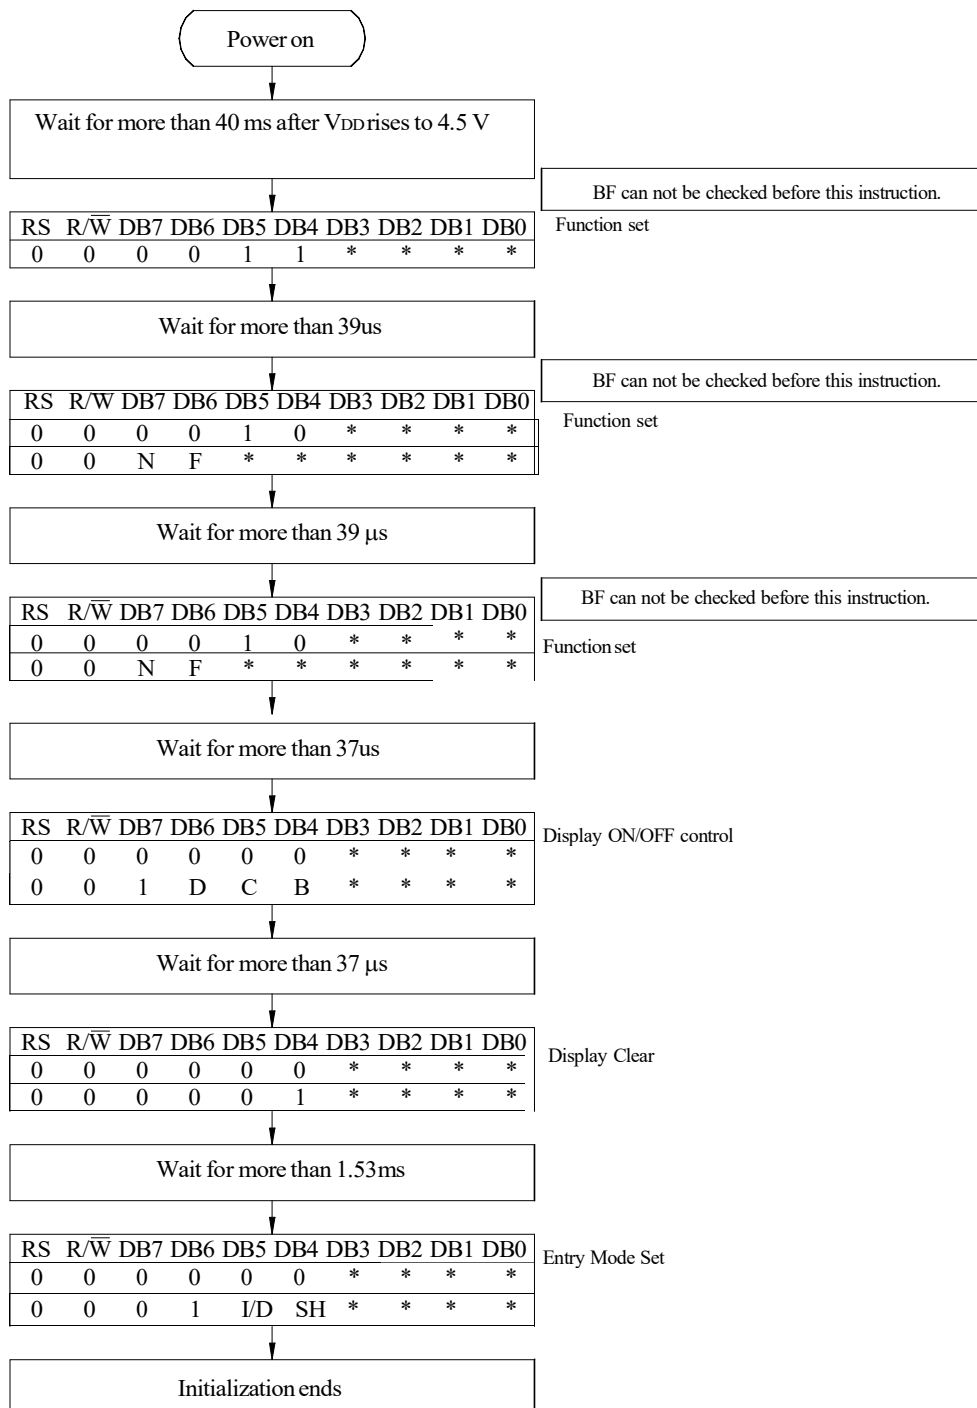 Power on
Wait for more than 40 ms after VDD rises to 4.5 V
BF can not be checked before this instruction.
RS R/W̅ DB7 DB6 DB5 DB4 DB3 DB2 DB1 DB0
Function set
0 0 0 0 1 1 * * * *
Wait for more than 39us
BF can not be checked before this instruction.
RS R/W DB7 DB6 DB5 DB4 DB3 DB2 DB1 DB0
Function set
0 0 0 0 1 0 * * * *
0 0 N F * * * * * *
Wait for more than 39 μs
BF can not be checked before this instruction.
RS R/W̅ DB7 DB6 DB5 DB4 DB3 DB2 DB1 DB0
0 0 0 0 1 0 * * * *
Function set
0 0 N F * * * * * *
Wait for more than 37us
RS R/W̅ DB7 DB6 DB5 DB4 DB3 DB2 DB1 DB0
Display ON/OFF control
0 0 0 0 0 0 * * * *
0 0 1 D C B * * * *
Wait for more than 37 μs
RS R/W̅ DB7 DB6 DB5 DB4 DB3 DB2 DB1 DB0
Display Clear
0 0 0 0 0 0 * * * *
0 0 0 0 0 1 * * * *
Wait for more than 1.53ms
RS R/W̅ DB7 DB6 DB5 DB4 DB3 DB2 DB1 DB0
Entry Mode Set
0 0 0 0 0 0 * * * *
0 0 0 1 I/D SH * * * *
Initialization ends